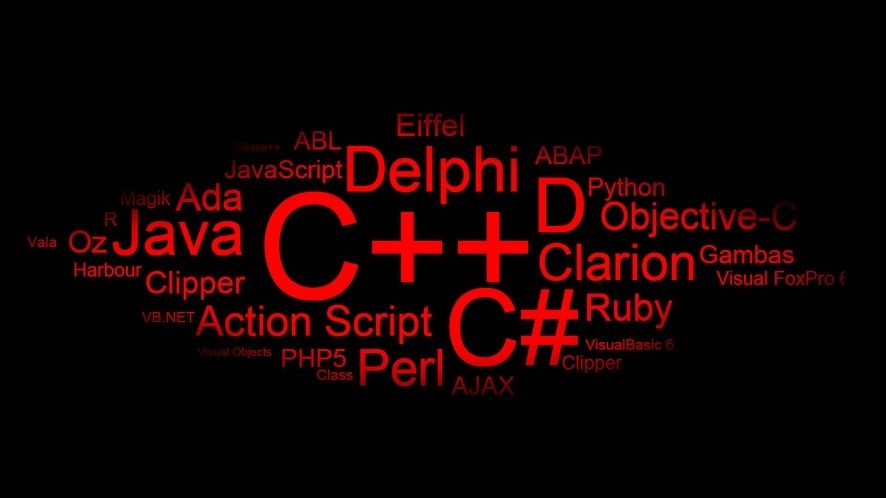 Eiffel
ABL
Xbase++
JavaScript
Delphi
ABAP
Magik
Ada
D
Python
R
Objective-C
Vala
Oz
Java
C++
Clarion
Gambas
Harbour
Clipper
Visual FoxPro 6
VB.NET
Action Script
C#
Ruby
Visual Objects
PHP5
VisualBasic 6
Class
Perl
Clipper
AJAX